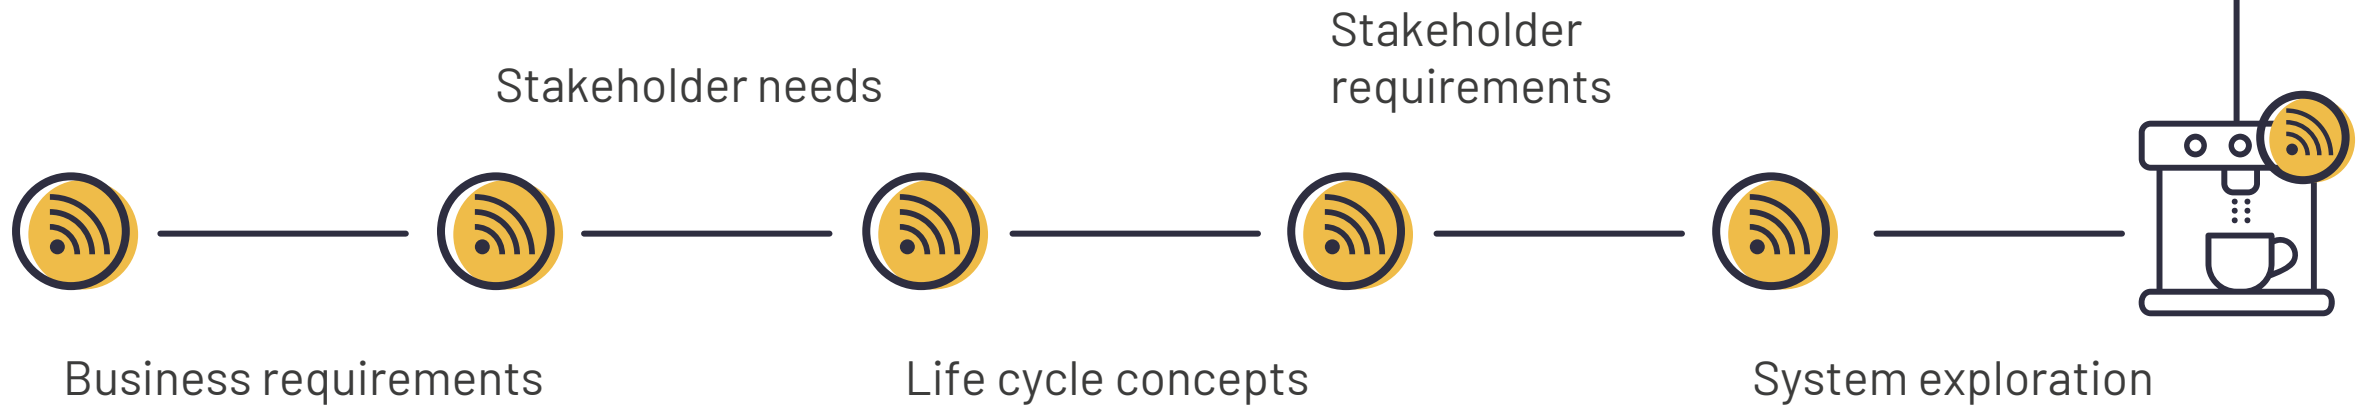 Business requirements
Stakeholder needs
Life cycle concepts
Stakeholder
requirements
System exploration